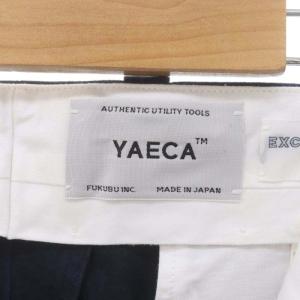 AUTHENTIC UTILITY TOOLS
YAECA™
EXC
FUKUBU INC. MADE IN JAPAN